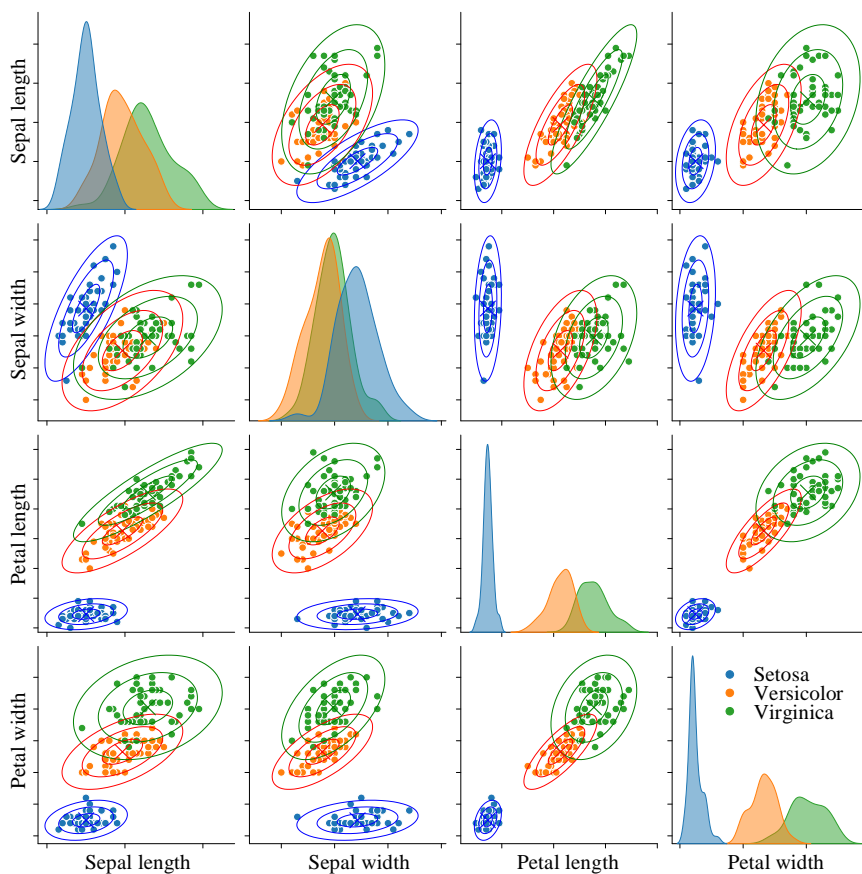 Sepal length
Sepal width
Petal length
Petal width
Setosa
Versicolor
Virginica
Sepal length
Sepal width
Petal length
Petal width